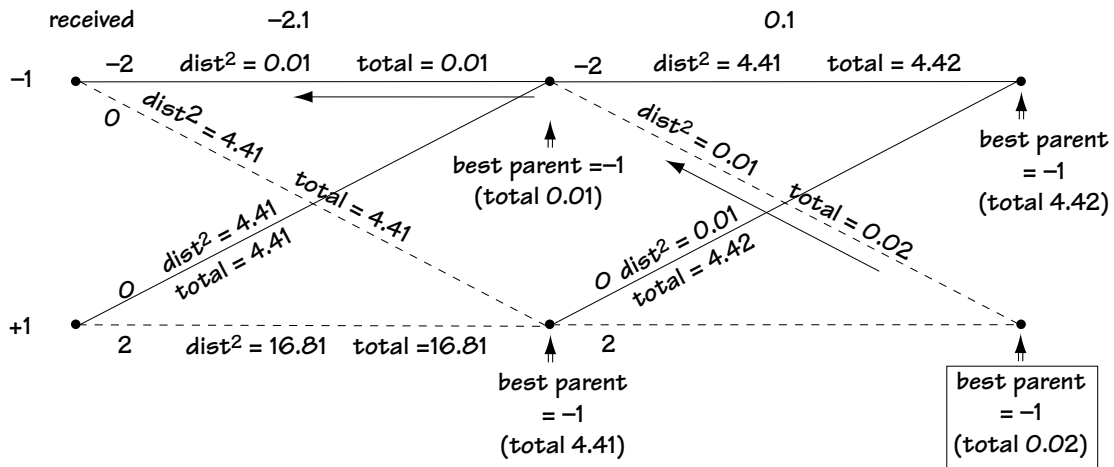 received −2.1 0.1
−1 −2 dist² = 0.01 total = 0.01 −2 dist² = 4.41 total = 4.42
0 dist² = 4.41 total = 4.41
dist² = 0.01 total = 0.02
best parent =−1
(total 0.01)
best parent
= −1
(total 4.42)
0 dist² = 4.41
total = 4.41
0 dist² = 0.01
total = 4.42
+1 2 dist² = 16.81 total =16.81 2
best parent
= −1
(total 4.41)
best parent
= −1
(total 0.02)